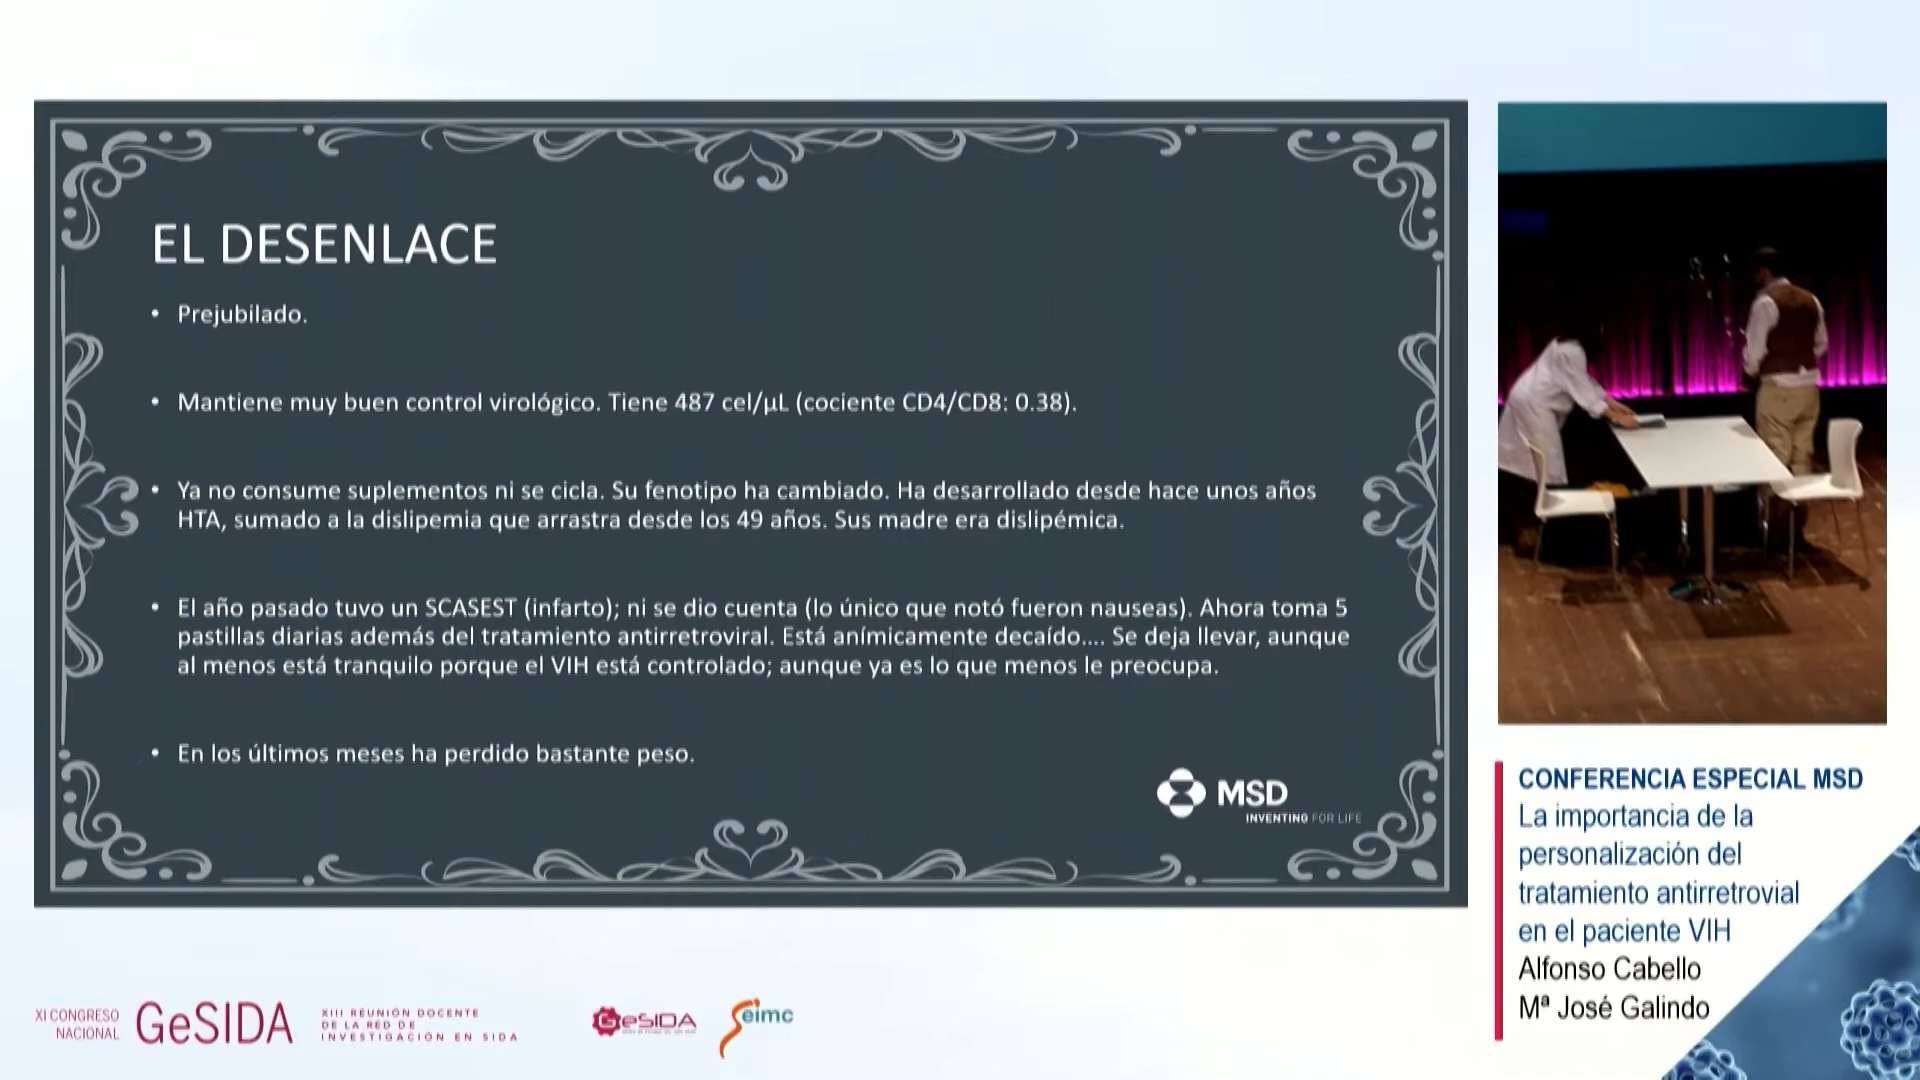 EL DESENLACE
• Prejubilado.
• Mantiene muy buen control virológico. Tiene 487 cel/µL (cociente CD4/CD8: 0.38).
• Ya no consume suplementos ni se cicla. Su fenotipo ha cambiado. Ha desarrollado desde hace unos años
HTA, sumado a la dislipemia que arrastra desde los 49 años. Sus madre era dislipémica.
• El año pasado tuvo un SCASEST (infarto); ni se dio cuenta (lo único que notó fueron nauseas). Ahora toma 5
pastillas diarias además del tratamiento antirretroviral. Está anímicamente decaído.... Se deja llevar, aunque
al menos está tranquilo porque el VIH está controlado; aunque ya es lo que menos le preocupa.
• En los últimos meses ha perdido bastante peso.
MSD
INVENTING FOR LIFE
CONFERENCIA ESPECIAL MSD
La importancia de la
personalización del
tratamiento antirretrovial
en el paciente VIH
Alfonso Cabello
Mª José Galindo
XI CONGRESO
NACIONAL
GeSIDA
XIII REUNIÓN DOCENTE
DE LA RED DE
INVESTIGACIÓN EN SIDA
GeSIDA
Seimc